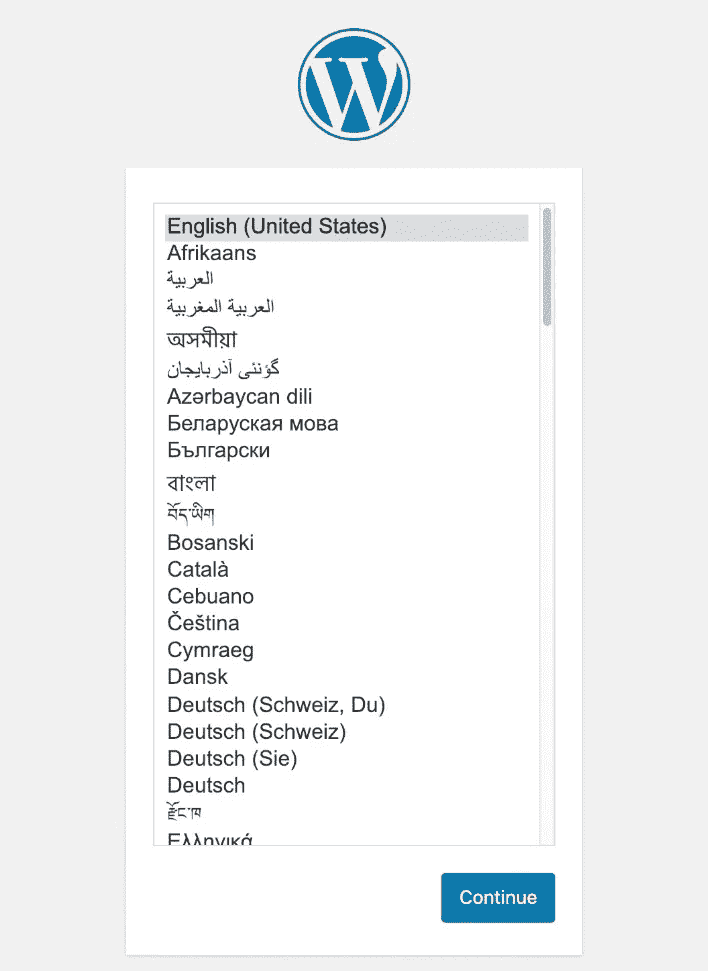 English (United States)
Afrikaans
العربية
العربية المغربية
অসমীয়া
گؤنئی آذربایجان
Azərbaycan dili
Беларуская мова
Български
বাংলা
བོད་ཡིག
Bosanski
Català
Cebuano
Čeština
Cymraeg
Dansk
Deutsch (Schweiz, Du)
Deutsch (Schweiz)
Deutsch (Sie)
Deutsch
རྫོང་ཁ
Ελληνικά
Continue